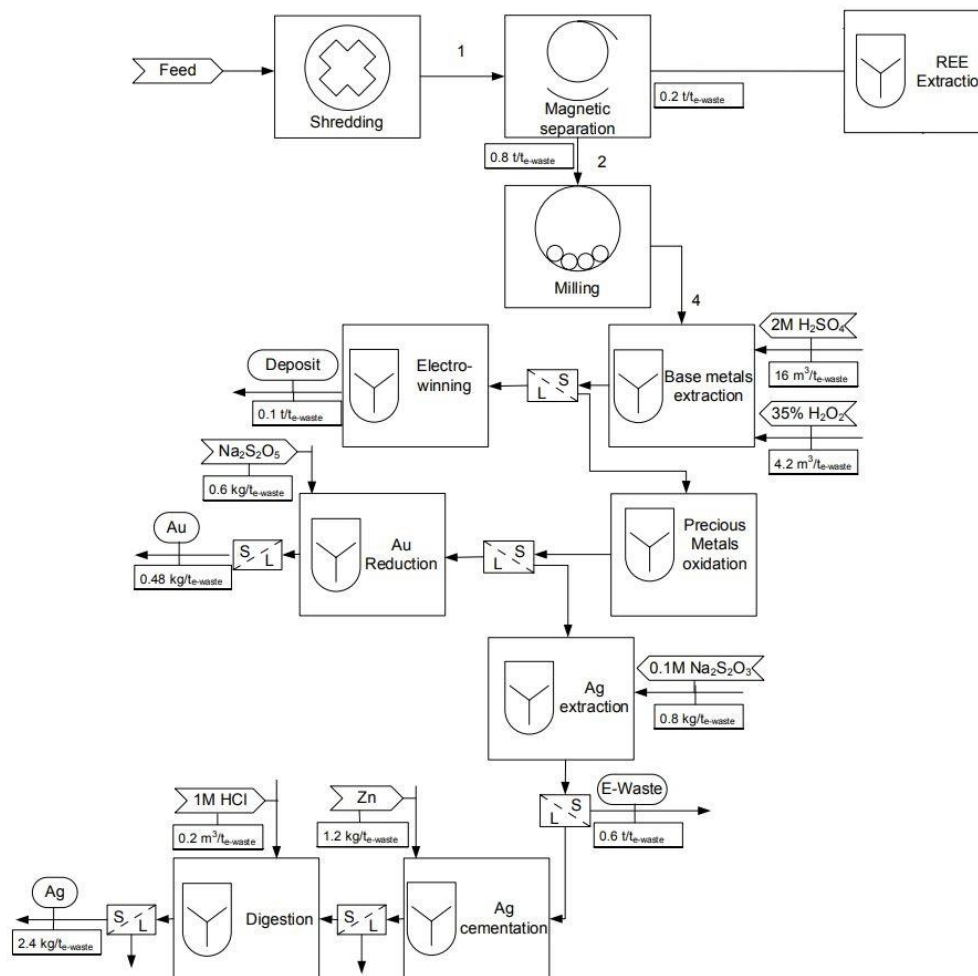 Feed
Shredding
1
Magnetic
separation
0.2 t/te-waste
REE
Extraction
0.8 t/te-waste
2
Milling
4
2M H₂SO₄
16 m³/te-waste
35% H₂O₂
4.2 m³/te-waste
Base metals
extraction
S
L
Electro-
winning
Deposit
0.1 t/te-waste
Na₂S₂O₅
0.6 kg/te-waste
Precious
Metals
oxidation
S
L
Au
Reduction
S
L
Au
0.48 kg/te-waste
Ag
extraction
0.1M Na₂S₂O₃
0.8 kg/te-waste
S
L
E-Waste
0.6 t/te-waste
1M HCl
0.2 m³/te-waste
Zn
1.2 kg/te-waste
Ag
cementation
S
L
Digestion
S
L
Ag
2.4 kg/te-waste